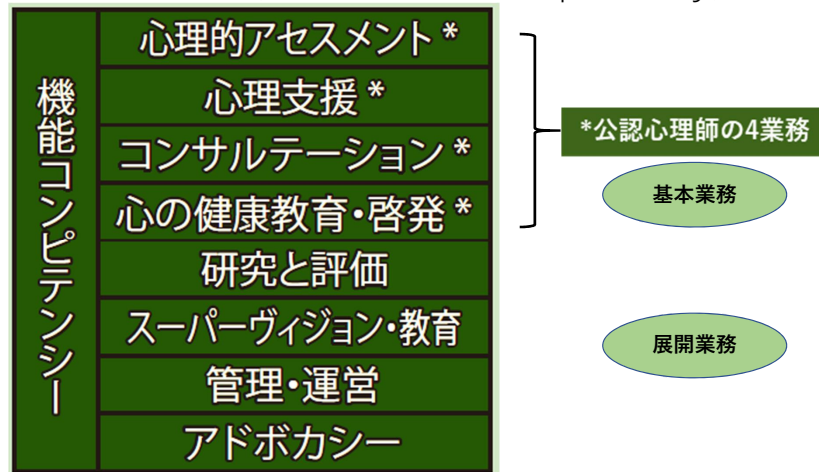 機能コンピテンシー
心理的アセスメント*
心理支援*
コンサルテーション*
心の健康教育・啓発*
研究と評価
スーパーヴィジョン・教育
管理・運営
アドボカシー
*公認心理師の4業務
基本業務
展開業務